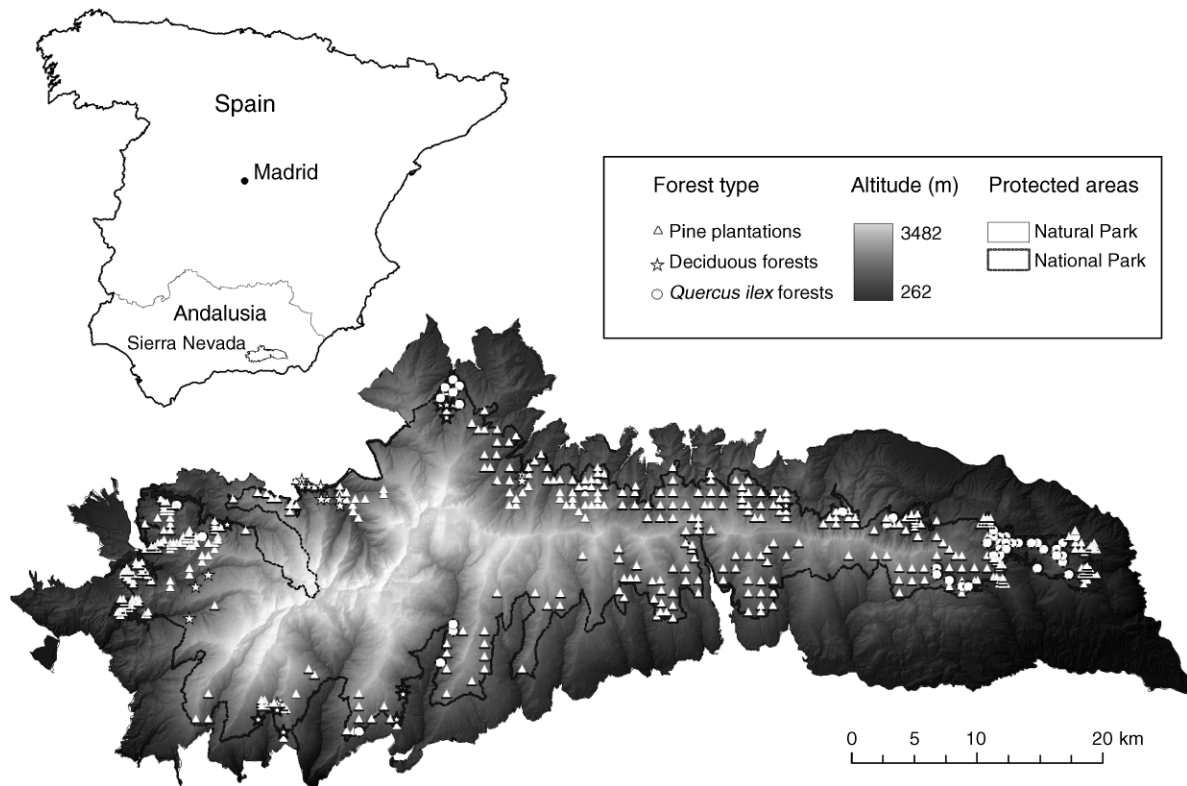 Spain
Madrid
Andalusia
Sierra Nevada
Forest type
Pine plantations
Deciduous forests
Quercus ilex forests
Altitude (m)
3482
262
Protected areas
Natural Park
National Park
0 5 10 20 km